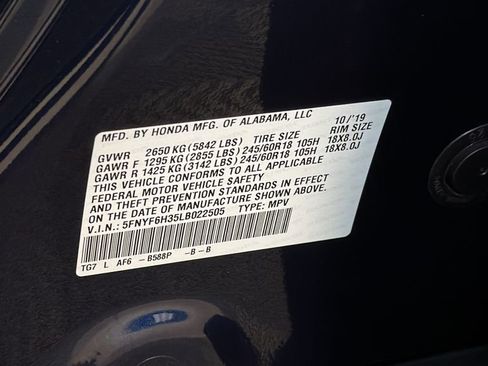 MFD. BY HONDA MFG. OF ALABAMA, LLC 10/'19
GVWR 2650 KG (5842 LBS) TIRE SIZE RIM SIZE
GAWR F 1295 KG (2855 LBS) 245/60R18 105H 18X8.0J
GAWR R 1425 KG (3142 LBS) 245/60R18 105H 18X8.0J
THIS VEHICLE CONFORMS TO ALL APPLICABLE
FEDERAL MOTOR VEHICLE SAFETY
AND THEFT PREVENTION STANDARDS IN EFFECT
ON THE DATE OF MANUFACTURE SHOWN ABOVE.
V.I.N.: 5FNYF6H35LB022505 TYPE: MPV
TG7 L AF6 -B588P -B -B